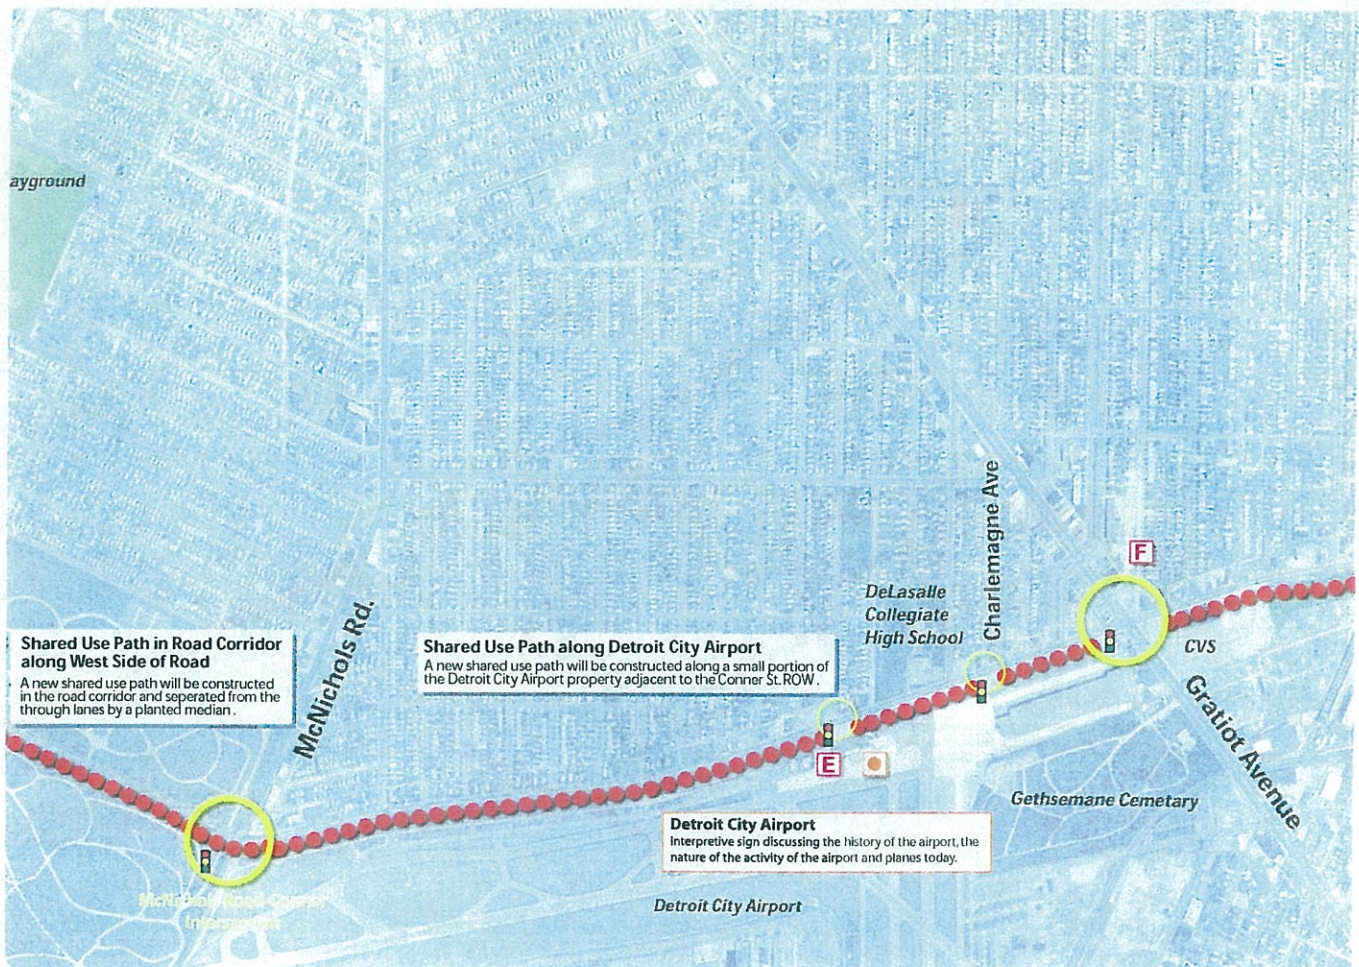 ayground
Charlemagne Ave
F
DeLasalle
Collegiate
High School
CVS
Shared Use Path in Road Corridor
along West Side of Road
A new shared use path will be constructed
in the road corridor and seperated from the
through lanes by a planted median.
McNichols Rd.
Shared Use Path along Detroit City Airport
A new shared use path will be constructed along a small portion of
the Detroit City Airport property adjacent to the Conner St. ROW.
Gratiot Avenue
E
Gethsemane Cemetary
Detroit City Airport
Interpretive sign discussing the history of the airport, the
nature of the activity of the airport and planes today.
McNichols Road
Detroit City Airport